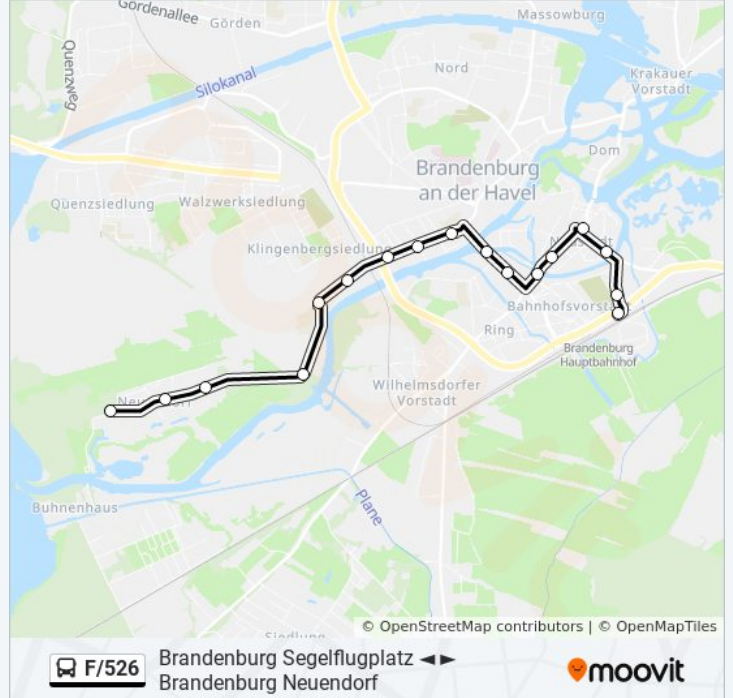 Gördenallee
Görden
Massowburg
Quenzweg
Silokanal
Nord
Krakauer
Vorstadt
Dom
Brandenburg
an der Havel
Quenzsiedlung
Walzwerksiedlung
Klingenbergsiedlung
Bahnhofsvorstadt
Ring
Brandenburg
Hauptbahnhof
Wilhelmsdorfer
Vorstadt
Buhnenhaus
Plane
© OpenStreetMap contributors | © OpenMapTiles
F/526
Brandenburg Segelflugplatz ◄ ►
Brandenburg Neuendorf
moovit